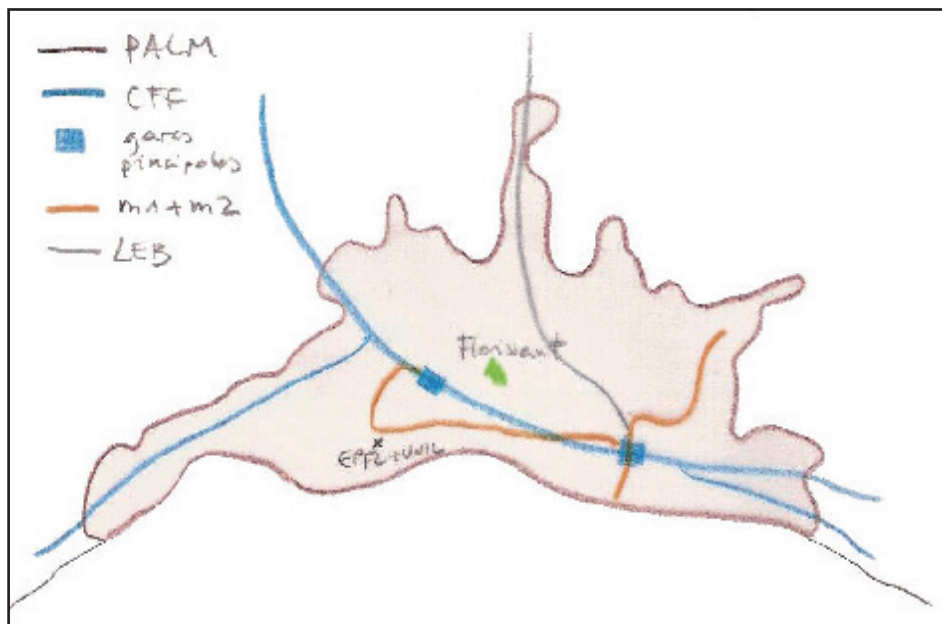 PALM
CFF
gares
principales
m1+m2
LEB
Florissant
EPFL+UNIL